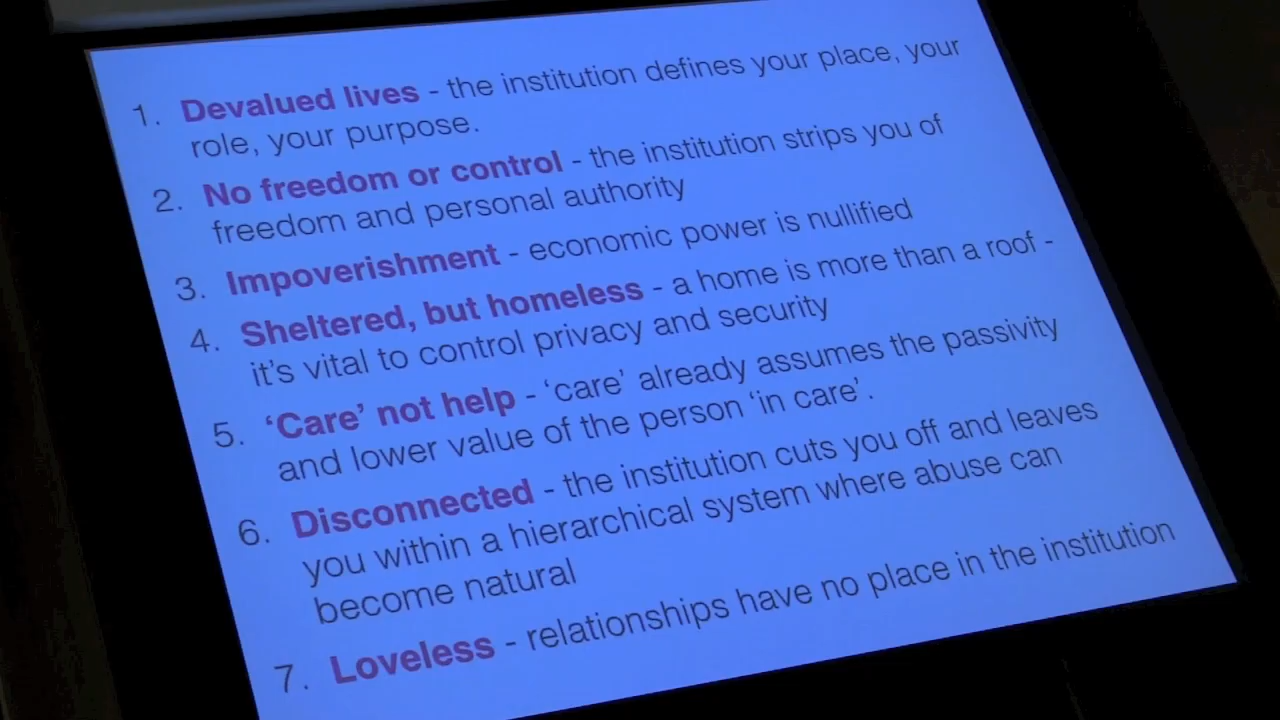 1. Devalued lives - the institution defines your place, your
role, your purpose.
2. No freedom or control - the institution strips you of
freedom and personal authority
3. Impoverishment - economic power is nullified
4. Sheltered, but homeless - a home is more than a roof -
it's vital to control privacy and security
5. ‘Care’ not help - ‘care’ already assumes the passivity
and lower value of the person ‘in care’.
6. Disconnected - the institution cuts you off and leaves
you within a hierarchical system where abuse can
become natural
7. Loveless - relationships have no place in the institution